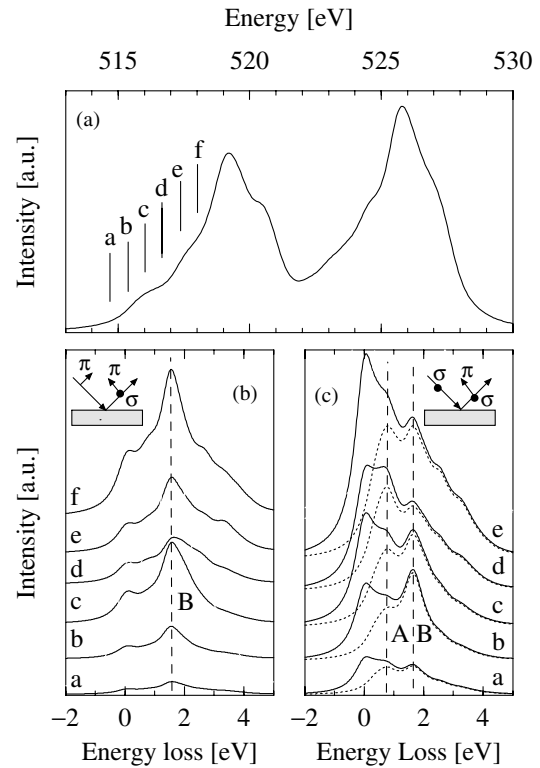 Energy [eV]
515 520 525 530
Intensity [a.u.]
(a)
a b c d e f
Intensity [a.u.]
π π σ
(b)
f
e
d
c
B
b
a
−2 0 2 4
Energy loss [eV]
σ π σ
(c)
e
d
c
A B
b
a
−2 0 2 4
Energy Loss [eV]